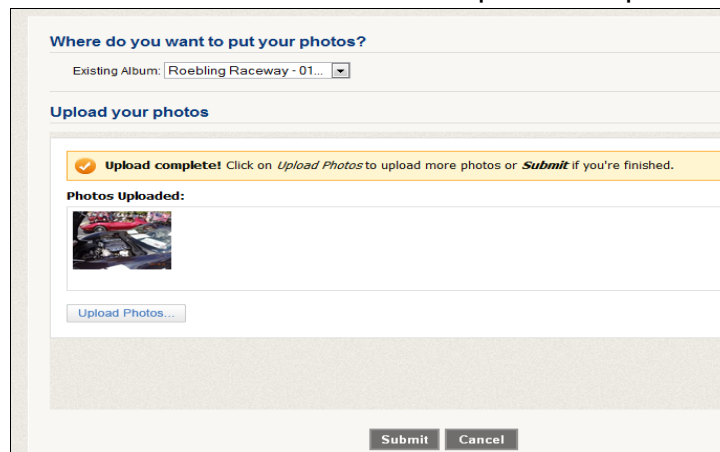 Where do you want to put your photos?
Existing Album: Roebling Raceway - 01...
Upload your photos
Upload complete! Click on Upload Photos to upload more photos or Submit if you're finished.
Photos Uploaded:
Upload Photos...
Submit Cancel